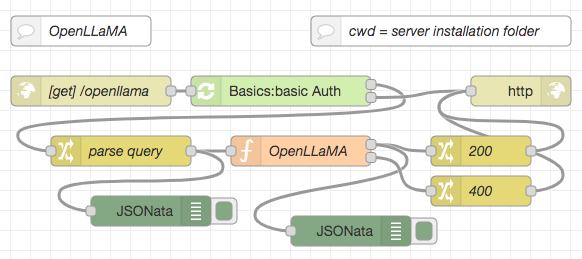 OpenLLaMA
cwd = server installation folder
[get] /openllama
Basics:basic Auth
http
parse query
OpenLLaMA
200
400
JSONata
JSONata